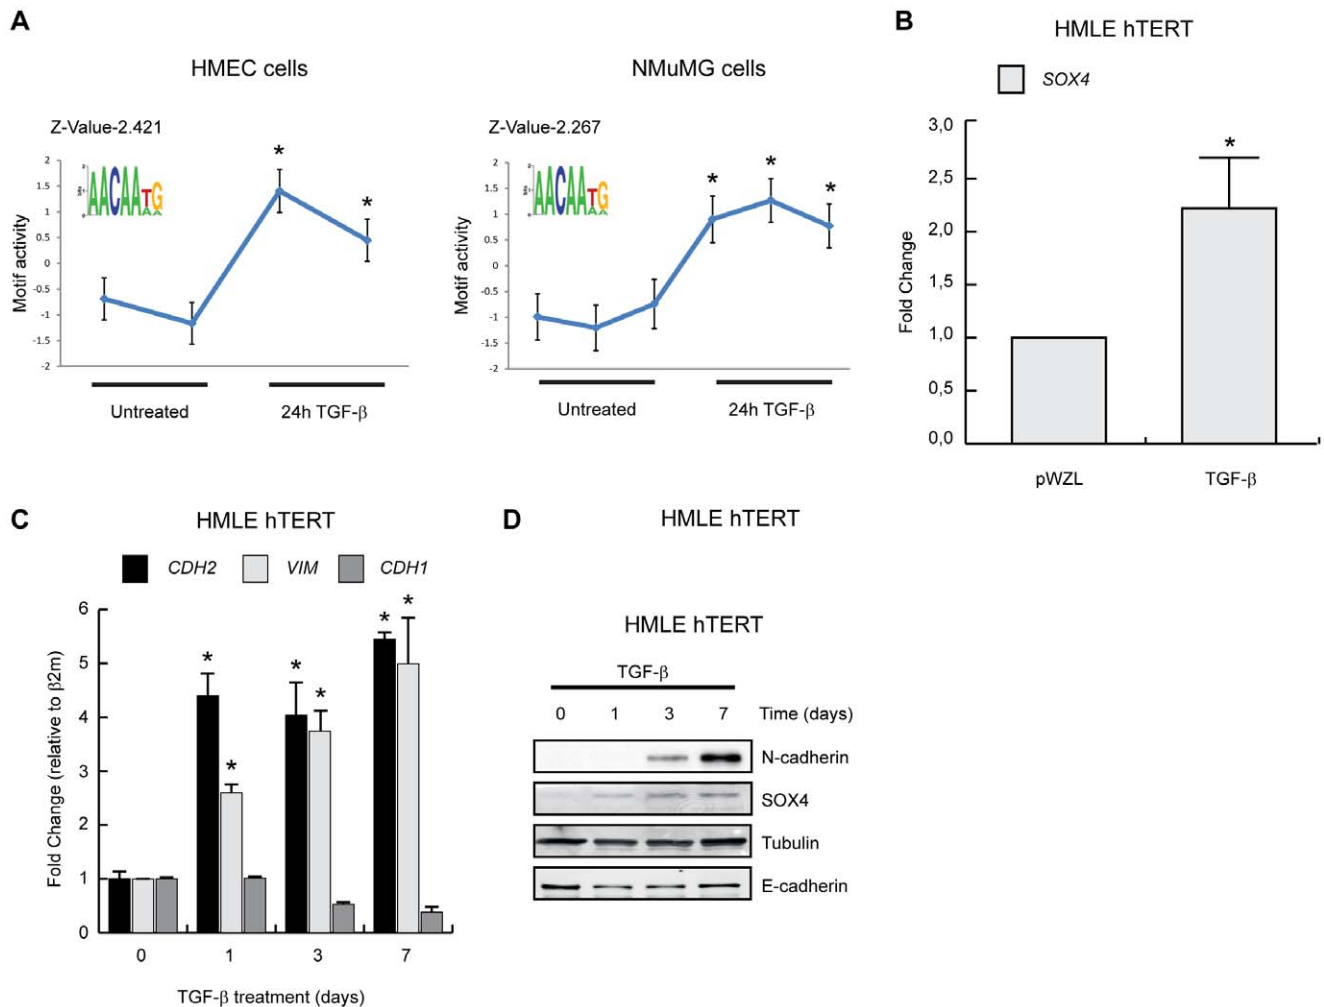 A
HMEC cells
Z-Value-2.421
AACAATG
2
1.5
1
0.5
0
-0.5
-1
-1.5
-2
Motif activity
Untreated
24h TGF-β
NMuMG cells
Z-Value-2.267
AACAATG
2
1.5
1
0.5
0
-0.5
-1
-1.5
-2
Motif activity
* * * * *
Untreated
24h TGF-β
B
HMLE hTERT
SOX4
3,0
2,5
2,0
1,5
1,0
0,5
0,0
Fold Change
*
pWZL
TGF-β
C
HMLE hTERT
CDH2 VIM CDH1
6
5
4
3
2
1
0
Fold Change (relative to β2m)
* * * * * *
0 1 3 7
TGF-β treatment (days)
D
HMLE hTERT
HMLE hTERT
TGF-β
0 1 3 7 Time (days)
N-cadherin
SOX4
Tubulin
E-cadherin